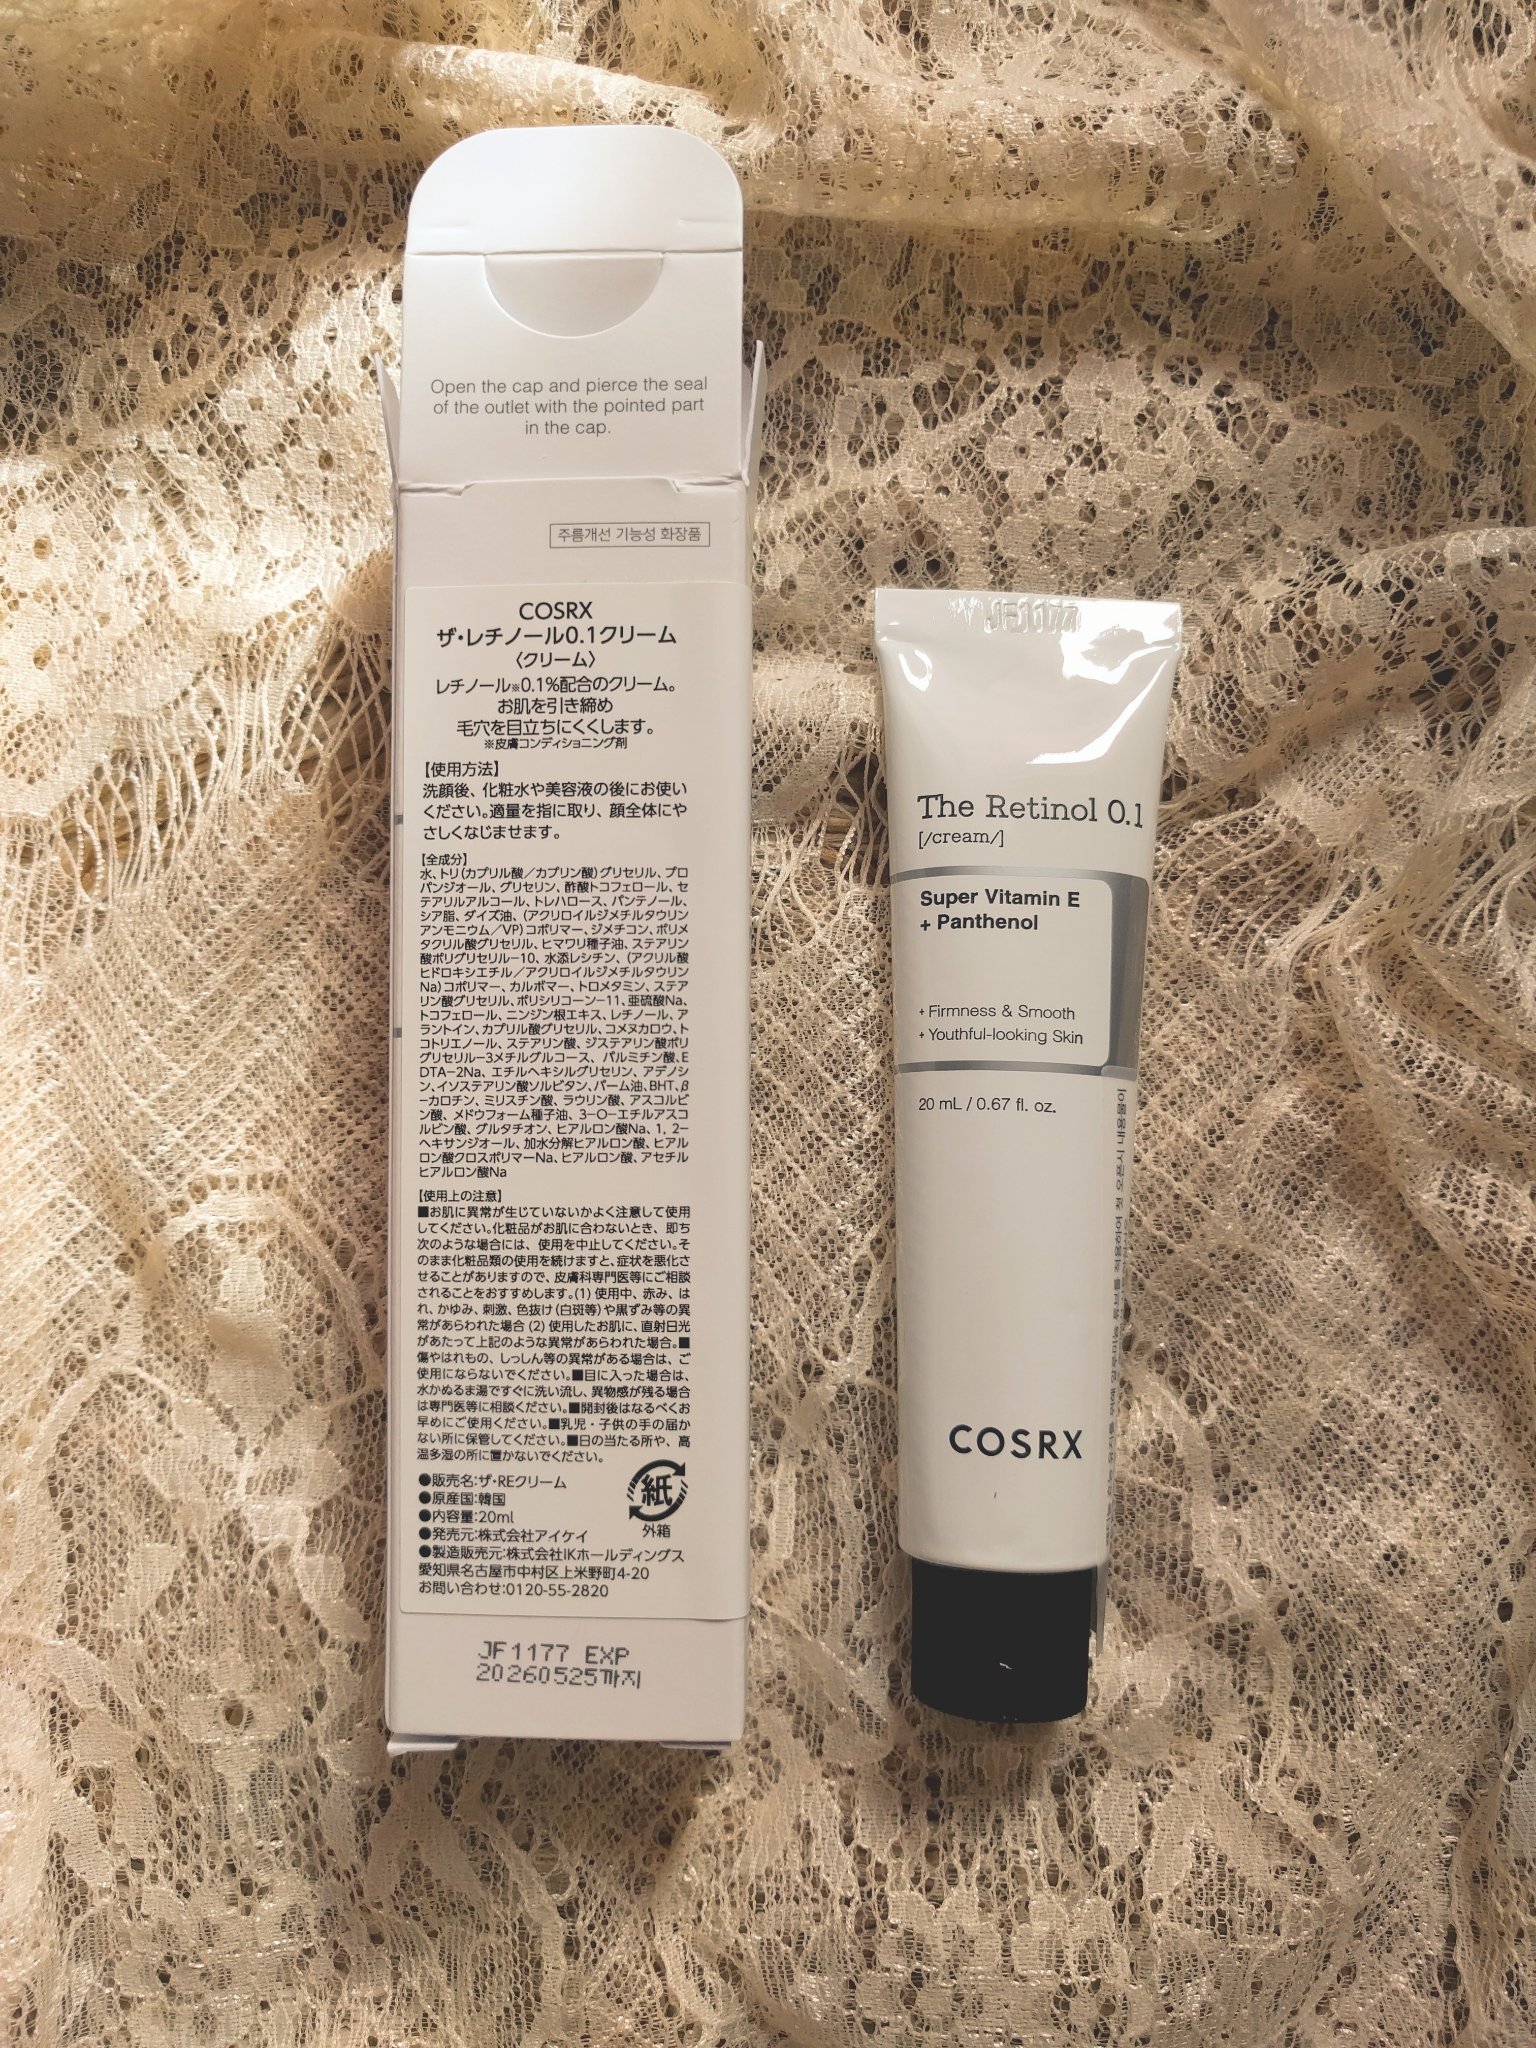 Open the cap and pierce the seal
of the outlet with the pointed part
in the cap.
주름개선 기능성 화장품
COSRX
ザ・レチノール0.1クリーム
〈クリーム〉
レチノール※0.1%配合のクリーム。
お肌を引き締め
毛穴を目立ちにくくします。
※皮膚コンディショニング剤
【使用方法】
洗顔後、化粧水や美容液の後にお使い
ください。適量を指に取り、顔全体にや
さしくなじませます。
【全成分】
水、トリ(カプリル酸/カプリン酸)グリセリル、プロ
パンジオール、グリセリン、酢酸トコフェロール、セ
テアリルアルコール、トレハロース、パンテノール、
シア脂、ダイズ油、(アクリロイルジメチルタウリン
アンモニウム/VP)コポリマー、ジメチコン、ポリメ
タクリル酸グリセリル、ヒマワリ種子油、ステアリン
酸ポリグリセリル-10、水添レシチン、(アクリル酸
ヒドロキシエチル/アクリロイルジメチルタウリン
Na)コポリマー、カルボマー、トロメタミン、ステア
リン酸グリセリル、ポリシリコーン-11、亜硫酸Na、
トコフェロール、ニンジン根エキス、レチノール、ア
ラントイン、カプリル酸グリセリル、コメヌカロウ、ト
コトリエノール、ステアリン酸、ジステアリン酸ポリ
グリセリル-3メチルグルコース、パルミチン酸、E
DTA-2Na、エチルヘキシルグリセリン、アデノシ
ン、イソステアリン酸ソルビタン、パーム油、BHT、β
-カロチン、ミリスチン酸、ラウリン酸、アスコルビ
ン酸、メドウフォーム種子油、3-O-エチルアスコ
ルビン酸、グルタチオン、ヒアルロン酸Na、1，2-
ヘキサンジオール、加水分解ヒアルロン酸、ヒアル
ロン酸クロスポリマーNa、ヒアルロン酸、アセチル
ヒアルロン酸Na
【使用上の注意】
■お肌に異常が生じていないかよく注意して使用
してください。化粧品がお肌に合わないとき、即ち
次のような場合には、使用を中止してください。そ
のまま化粧品類の使用を続けますと、症状を悪化さ
せることがありますので、皮膚科専門医等にご相談
されることをおすすめします。(1) 使用中、赤み、は
れ、かゆみ、刺激、色抜け(白斑等)や黒ずみ等の異
常があらわれた場合 (2) 使用したお肌に、直射日光
があたって上記のような異常があらわれた場合。■
傷やはれもの、しっしん等の異常がある場合は、ご
使用にならないでください。■目に入った場合は、
水かぬるま湯ですぐに洗い流し、異物感が残る場合
は専門医等に相談ください。■開封後はなるべくお
早めにご使用ください。■乳児・子供の手の届か
ない所に保管してください。■日の当たる所や、高
温多湿の所に置かないでください。
●販売名:ザ・REクリーム
●原産国:韓国
●内容量:20ml
●発売元:株式会社アイケイ
●製造販売元:株式会社IKホールディングス
愛知県名古屋市中村区上米野町4-20
お問い合わせ:0120-55-2820
紙
外箱
JF1177 EXP
20260525까지
JF1177
The Retinol 0.1
[/cream/]
Super Vitamin E
+ Panthenol
+ Firmness & Smooth
+ Youthful-looking Skin
20 mL / 0.67 fl. oz.
COSRX